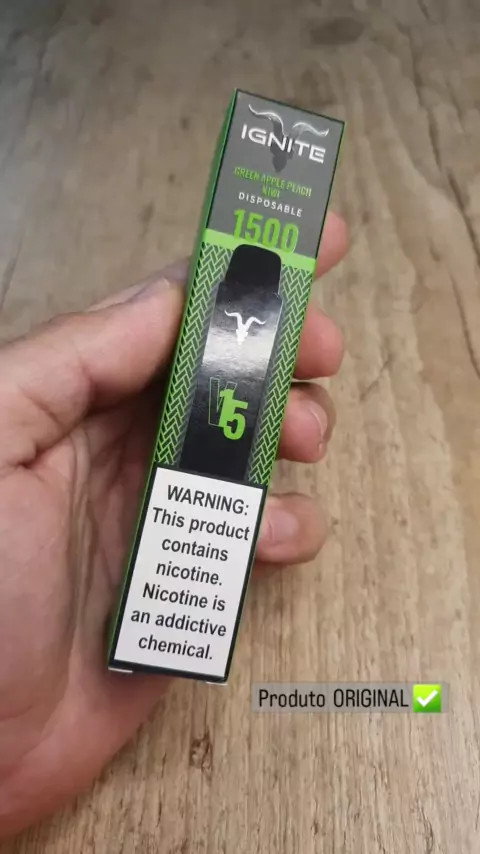 IGNITE
GREEN APPLE PEACH
KIWI
DISPOSABLE
1500
V15
WARNING:
This product
contains
nicotine.
Nicotine is
an addictive
chemical.
Produto ORIGINAL ✅